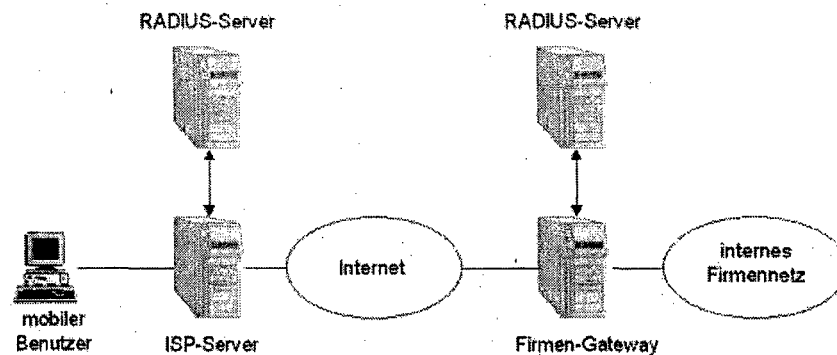 RADIUS-Server
RADIUS-Server
Internet
internes
Firmennetz
mobiler
Benutzer
ISP-Server
Firmen-Gateway